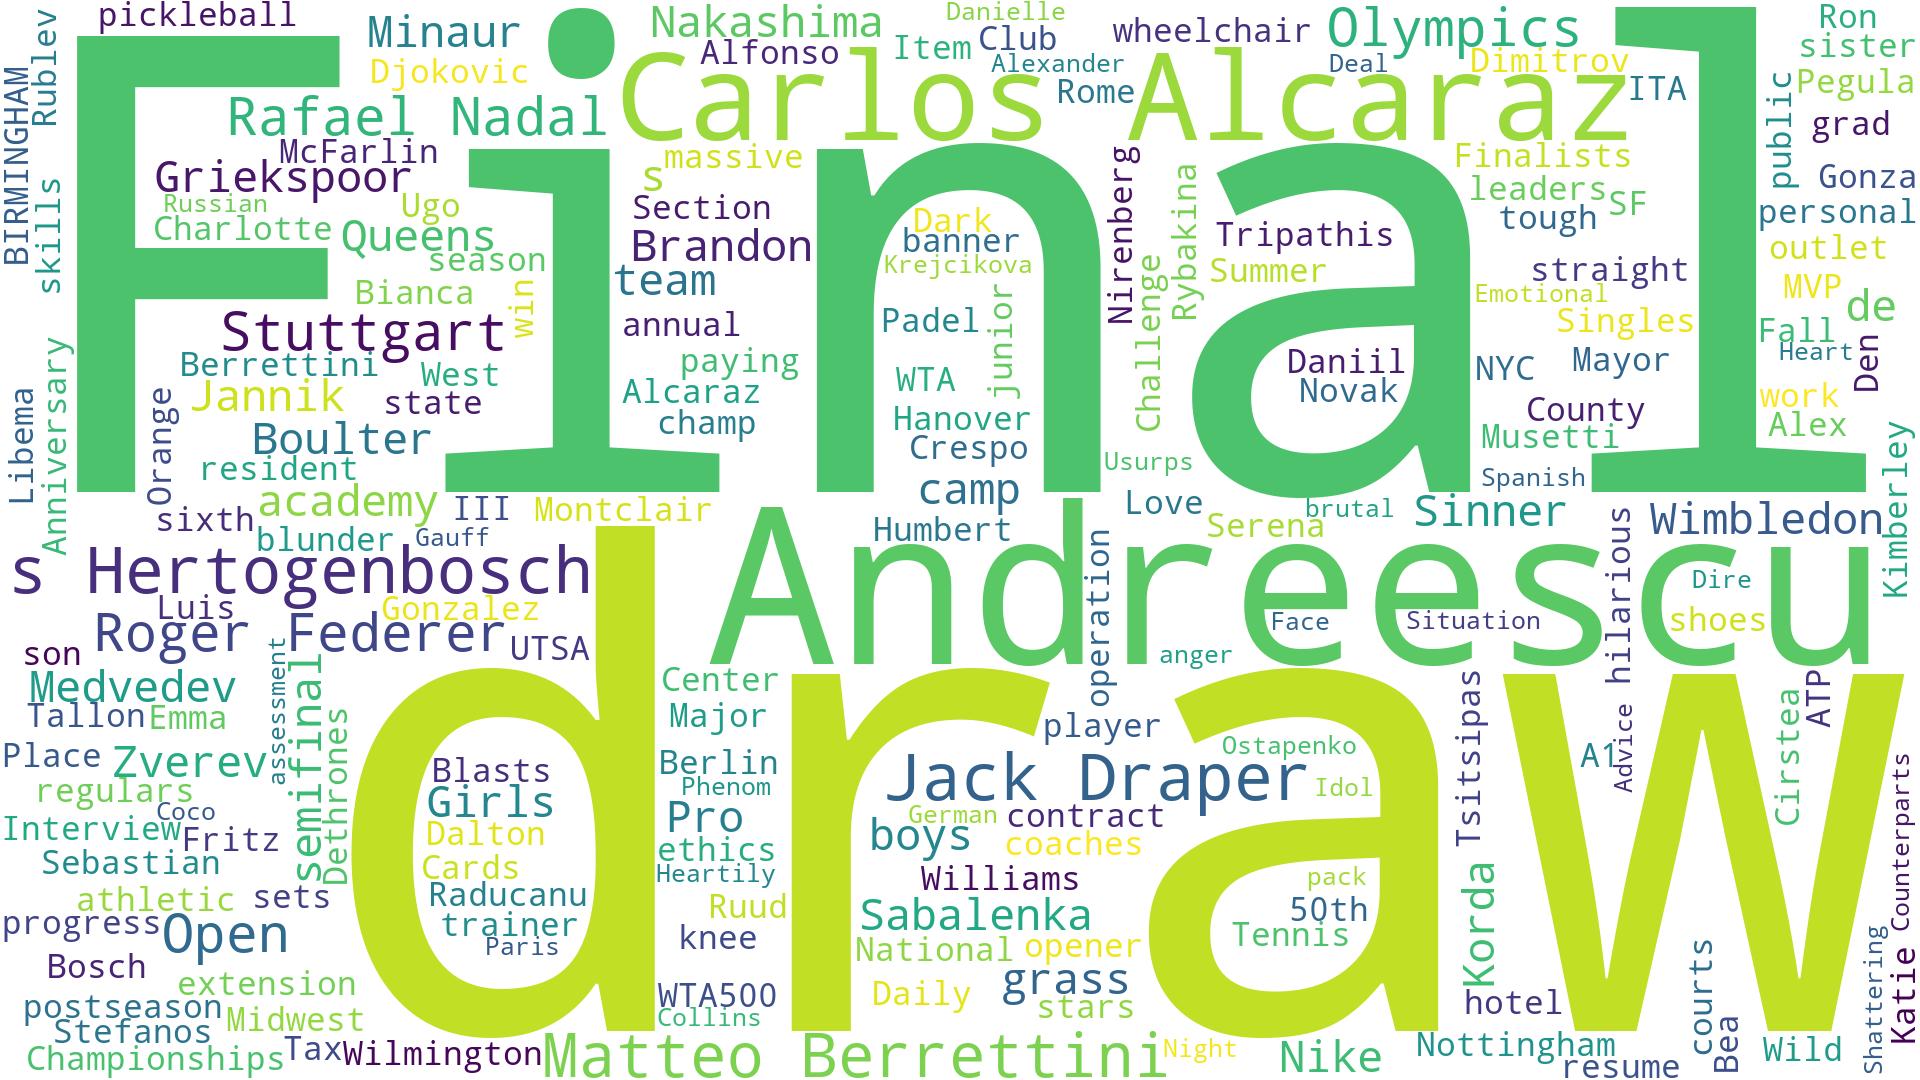 pickleball
Minaur
Djokovic
Nakashima
Alfonso
Danielle
Item
Club
Alexander
Rome
wheelchair
Olympics
Deal
Dimitrov
ITA
Ron
sister
Pegula
grad
public
Gonza
personal
outlet
MVP
de
Fall
Heart
Den
work
Alex
BIRMINGHAM
Rublev
skills
Rafael Nadal
Carlos Alcaraz
Final
McFarlin
Griekspoor
Russian
Ugo
Charlotte
Queens
season
Bianca
win
Stuttgart
Berrettini
West
Jannik
state
Boulter
Orange
resident
academy
III
sixth
blunder
Gauff
Anniversary
Libema
massive
s
Section
Brandon
team
annual
paying
Alcaraz
champ
Dark
banner
Krejcikova
Padel
junior
WTA
Hanover
Crespo
camp
Humbert
Montclair
Nirenberg
Rybakina
Challenge
Usurps
Love
Tripathis
Summer
Daniil
Novak
Serena
brutal
Finalists
leaders
SF
tough
straight
Emotional
Singles
NYC
Mayor
County
Musetti
Spanish
Sinner
Wimbledon
Kimberley
s Hertogenbosch
Luis
Gonzalez
Roger Federer
UTSA
Andreescu
operation
Face
Situation
anger
hilarious
Dire
shoes
son
Medvedev
Tallon
Emma
assessment
semifinal
Place
Zverev
Dethrones
regulars
Coco
Interview
Fritz
Sebastian
athletic
sets
progress
Open
Bosch
extension
postseason
Midwest
Stefanos
Championships
Tax
Wilmington
draw
Blasts
Girls
Dalton
Cards
Raducanu
trainer
Paris
Center
Major
Berlin
Phenom
Pro
ethics
Heartily
Ruud
knee
WTA500
Collins
player
Jack Draper
Ostapenko
Idol
German
contract
boys
coaches
Williams
pack
50th
Sabalenka
Tennis
National
opener
grass
Daily
stars
Matteo Berrettini
Night
Nike
Tsitsipas
Korda
A1
Advice
ATP
Cirstea
Counterparts
Katie
Shattering
hotel
courts
Nottingham
Bea
resume
Wild